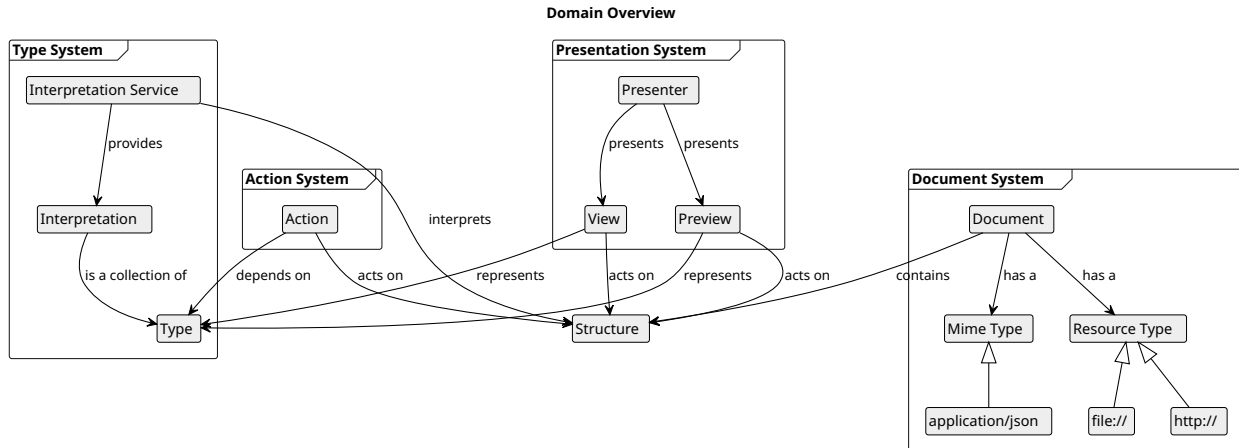 Domain Overview
Type System
Presentation System
Interpretation Service
Presenter
provides
presents
presents
Action System
Document System
Interpretation
Action
interprets
View
Preview
Document
is a collection of
depends on
acts on
represents
acts on
represents
acts on
contains
has a
has a
Type
Structure
Mime Type
Resource Type
application/json
file://
http://